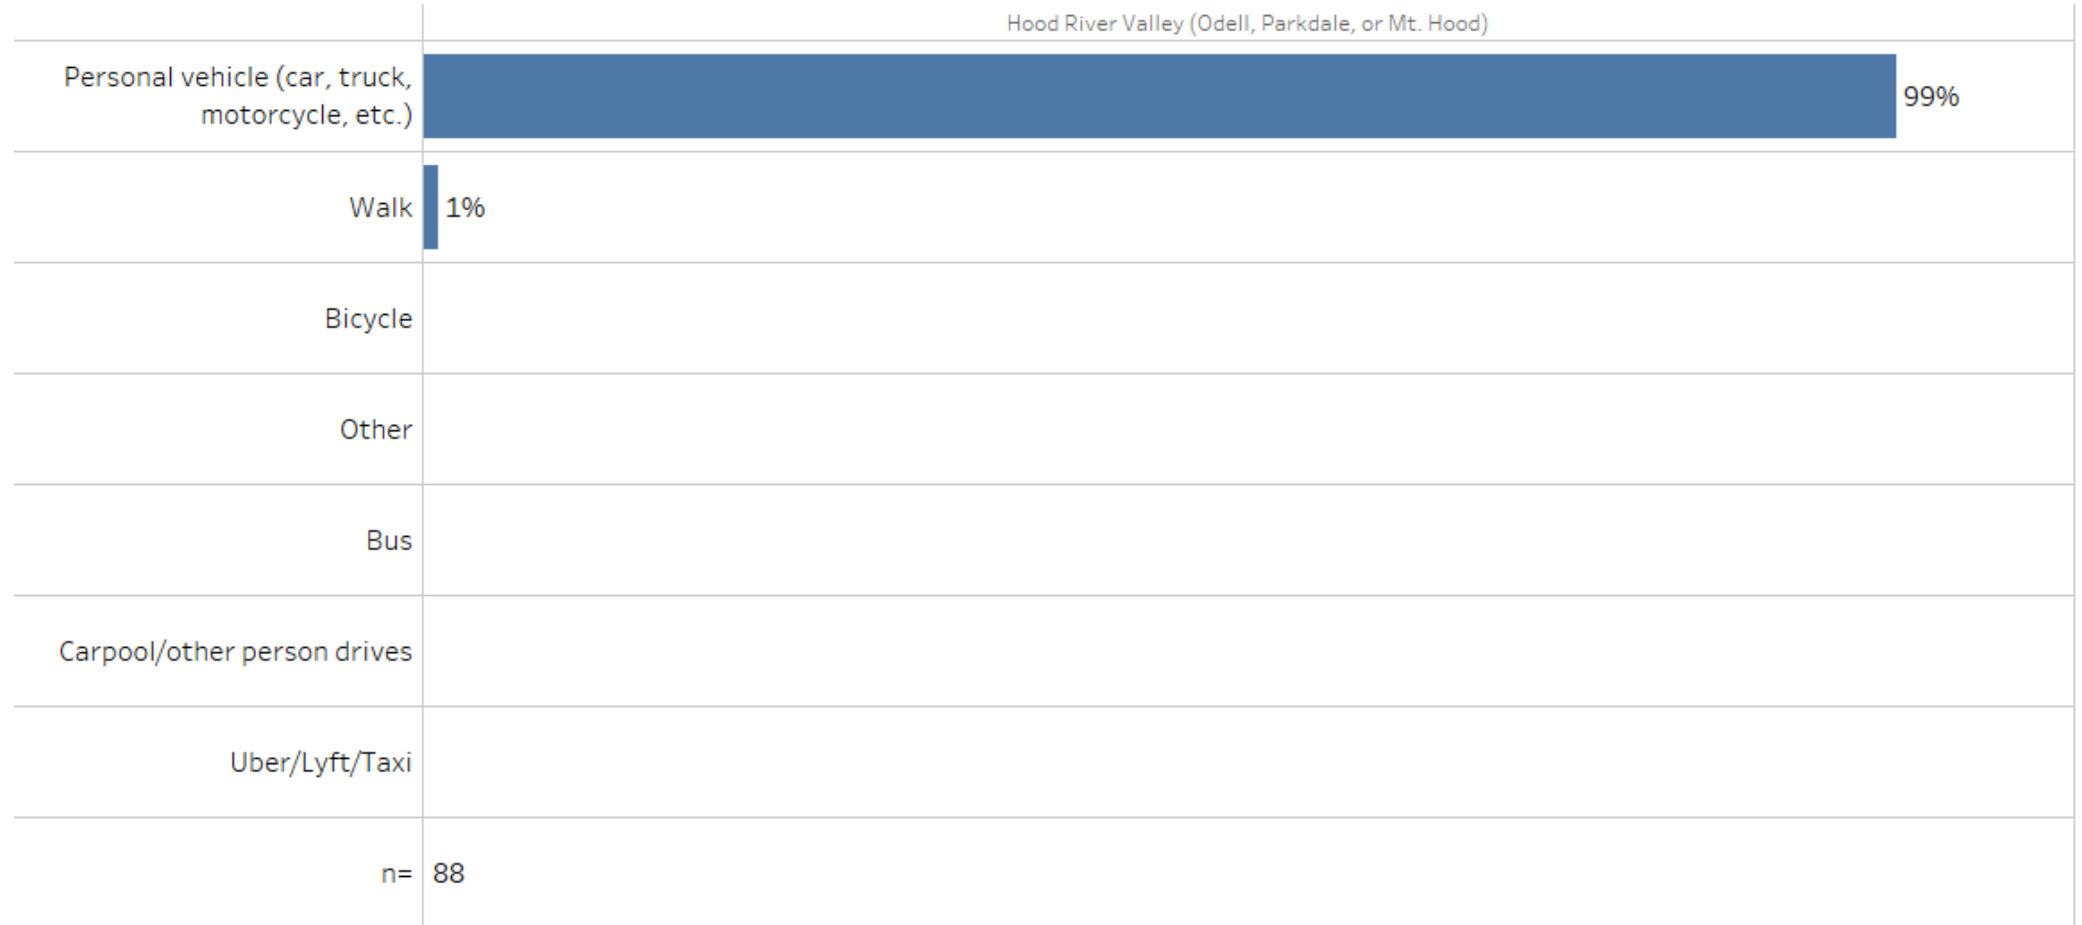 Hood River Valley (Odell, Parkdale, or Mt. Hood)
Personal vehicle (car, truck,
motorcycle, etc.)
99%
Walk
1%
Bicycle
Other
Bus
Carpool/other person drives
Uber/Lyft/Taxi
n=
88